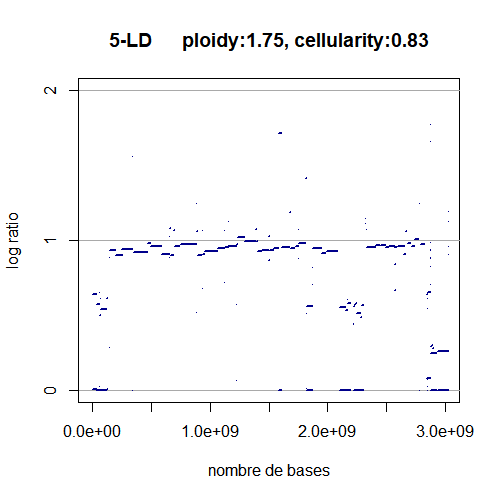 5-LD ploidy:1.75, cellularity:0.83
2
1
0
log ratio
0.0e+00 1.0e+09 2.0e+09 3.0e+09
nombre de bases